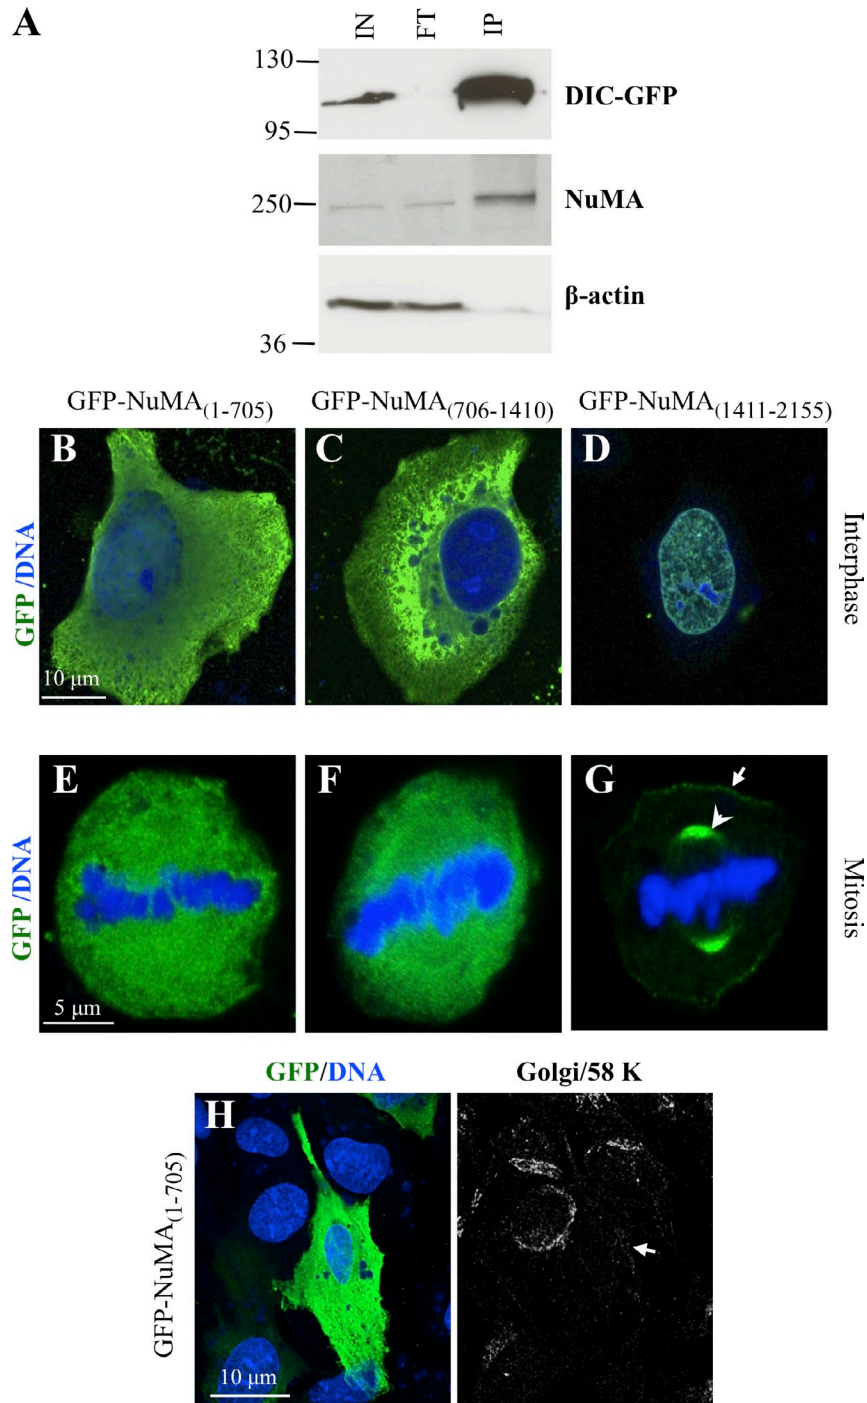 A
IN FT IP
130
DIC-GFP
95
250
NuMA
β-actin
36
GFP-NuMA(1-705) GFP-NuMA(706-1410) GFP-NuMA(1411-2155)
B C D
GFP /DNA
Interphase
10 μm
E F G
GFP/DNA
Mitosis
5 μm
GFP/DNA Golgi/58 K
H
GFP-NuMA(1-705)
10 μm